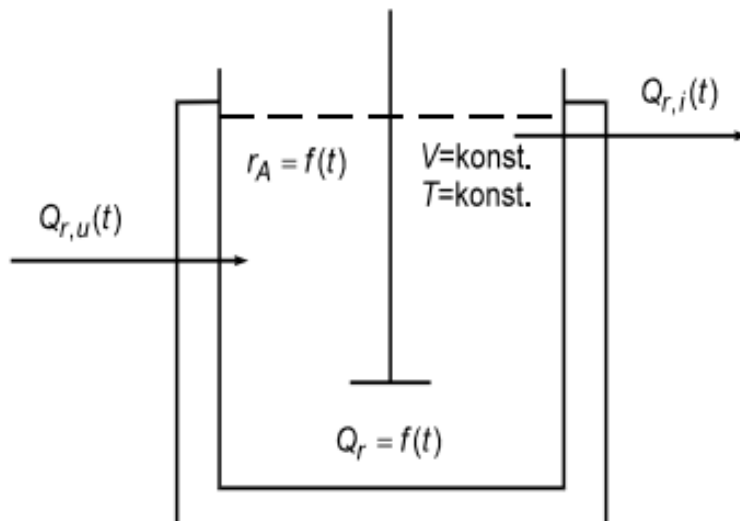 Q_{r,i}(t)
r_A = f(t)
V=konst.
T=konst.
Q_{r,u}(t)
Q_r = f(t)